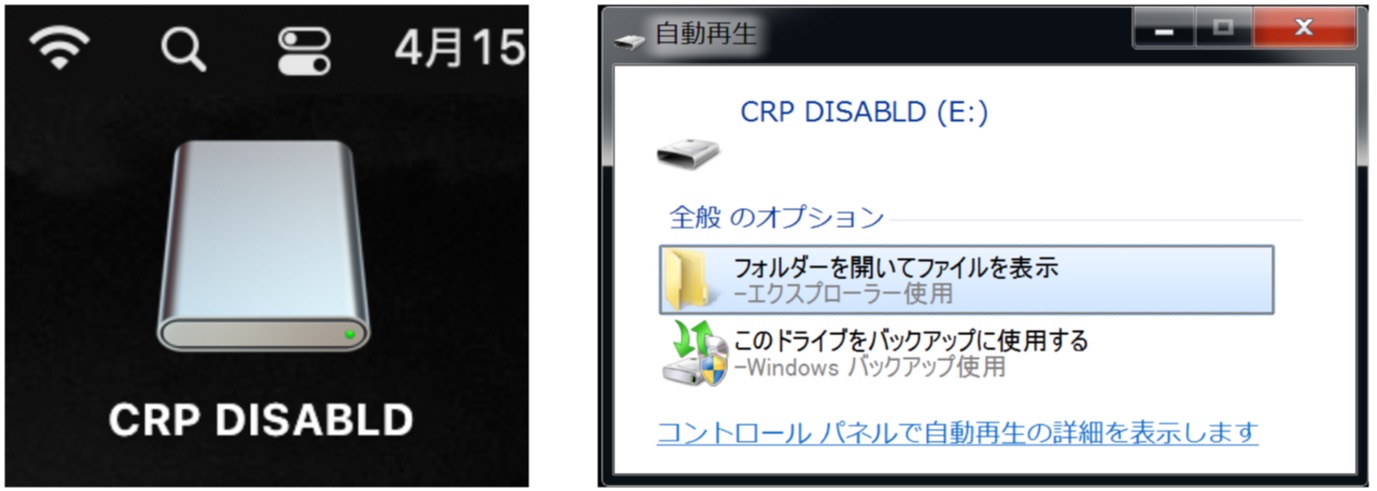 4月15
CRP DISABLD
自動再生
CRP DISABLD (E:)
全般 のオプション
フォルダーを開いてファイルを表示
-エクスプローラー使用
このドライブをバックアップに使用する
-Windows バックアップ使用
コントロール パネルで自動再生の詳細を表示します